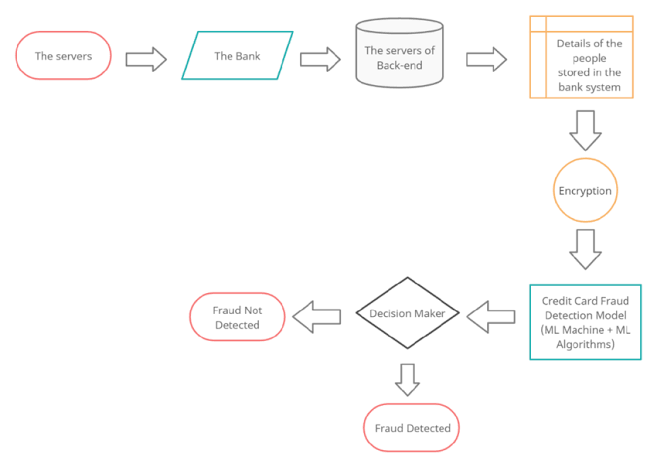 The servers
The Bank
The servers of
Back-end
Details of the
people
stored in the
bank system
Encryption
Credit Card Fraud
Detection Model
(ML Machine + ML
Algorithms)
Decision Maker
Fraud Not
Detected
Fraud Detected